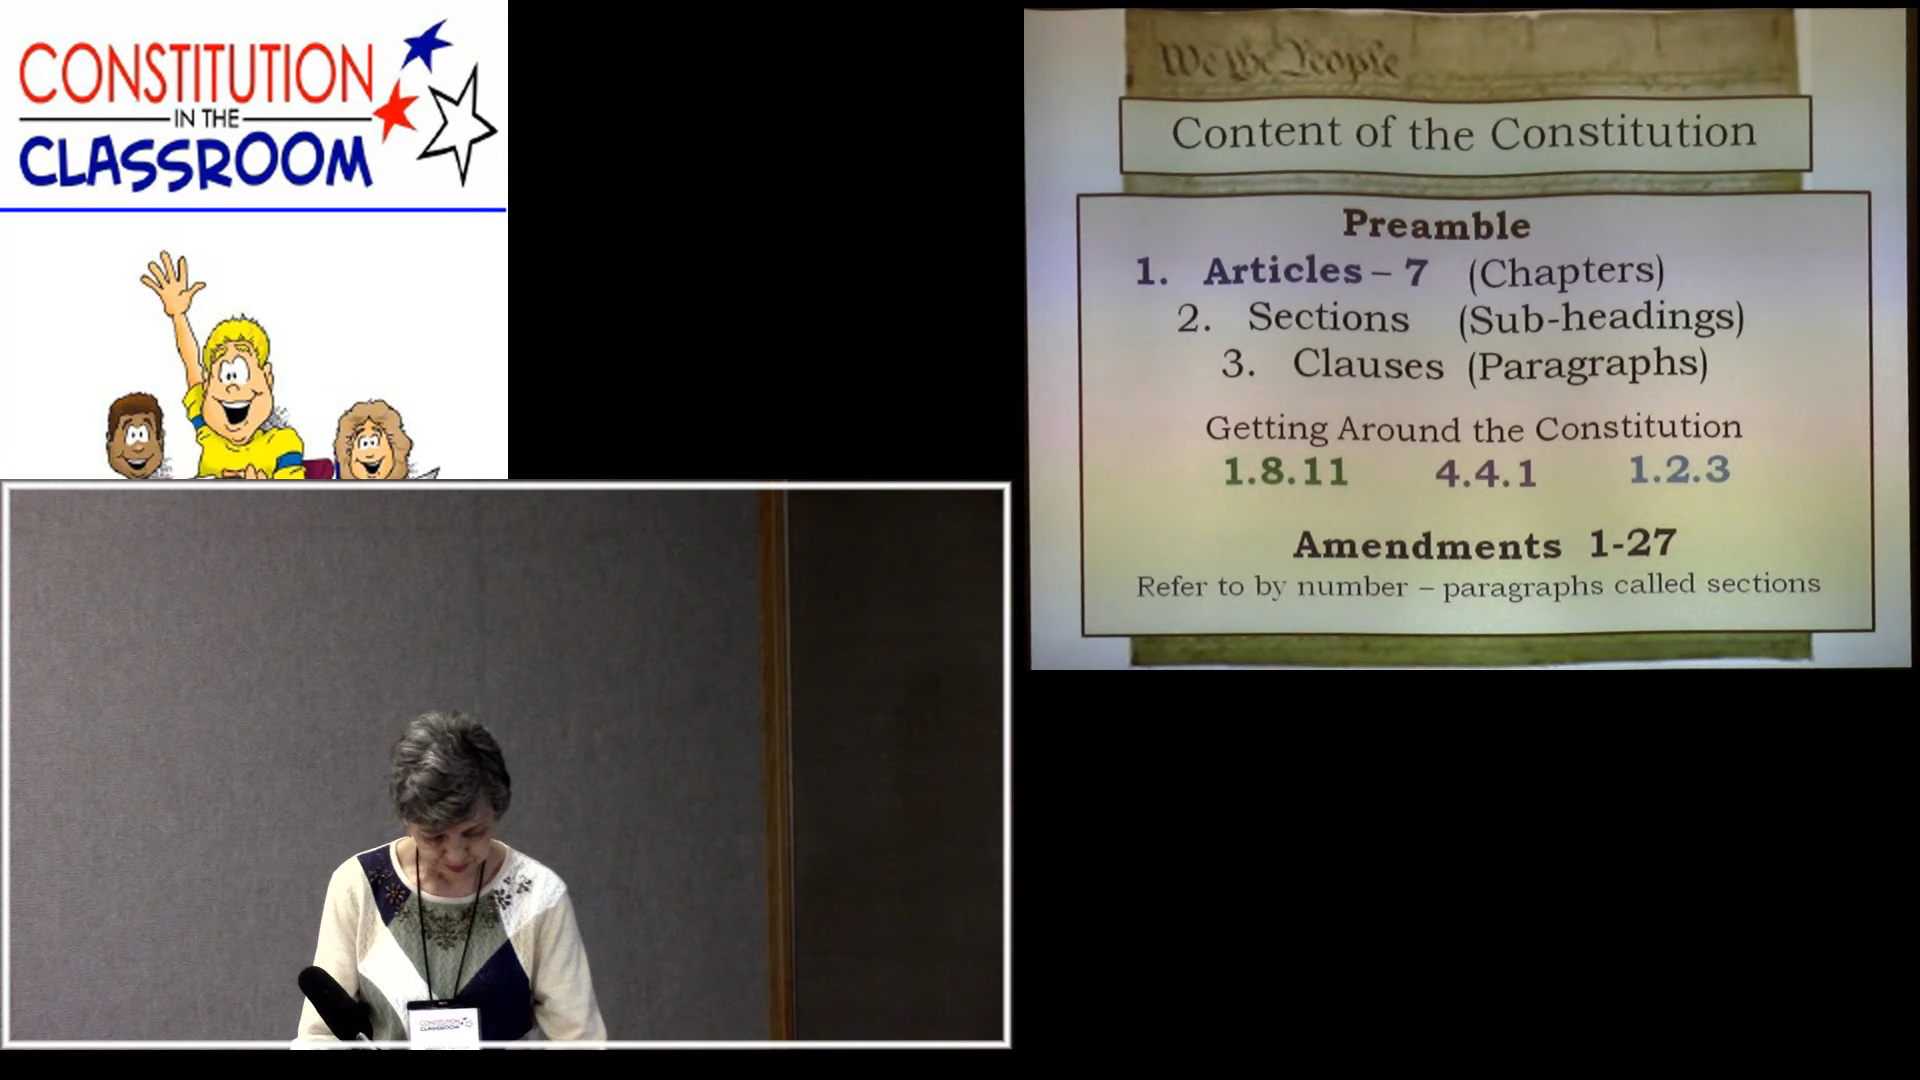 CONSTITUTION
IN THE
CLASSROOM
We the People
Content of the Constitution
Preamble
1. Articles – 7 (Chapters)
2. Sections (Sub-headings)
3. Clauses (Paragraphs)
Getting Around the Constitution
1.8.11 4.4.1 1.2.3
Amendments 1-27
Refer to by number – paragraphs called sections
CONSTITUTION
CLASSROOM